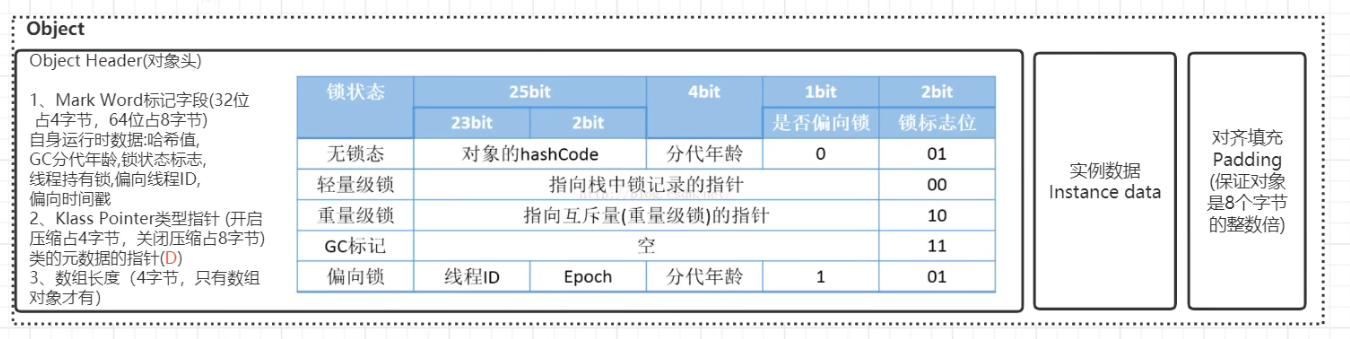 Object
Object Header(对象头)
1、Mark Word标记字段(32位
占4字节，64位占8字节)
自身运行时数据:哈希值,
GC分代年龄,锁状态标志,
线程持有锁,偏向线程ID,
偏向时间戳
2、Klass Pointer类型指针 (开启
压缩占4字节，关闭压缩占8字节)
类的元数据的指针(D)
3、数组长度（4字节，只有数组
对象才有）
锁状态 25bit 4bit 1bit 2bit
23bit 2bit 是否偏向锁 锁标志位
无锁态 对象的hashCode 分代年龄 0 01
轻量级锁 指向栈中锁记录的指针 00
重量级锁 指向互斥量(重量级锁)的指针 10
GC标记 空 11
偏向锁 线程ID Epoch 分代年龄 1 01
实例数据
Instance data
对齐填充
Padding
(保证对象
是8个字节
的整数倍)